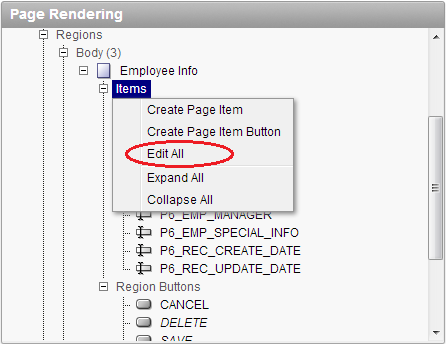 Page Rendering
Regions
Body (3)
Employee Info
Items
Create Page Item
Create Page Item Button
Edit All
Expand All
Collapse All
P6_EMP_MANAGER
P6_EMP_SPECIAL_INFO
P6_REC_CREATE_DATE
P6_REC_UPDATE_DATE
Region Buttons
CANCEL
DELETE
SAVE